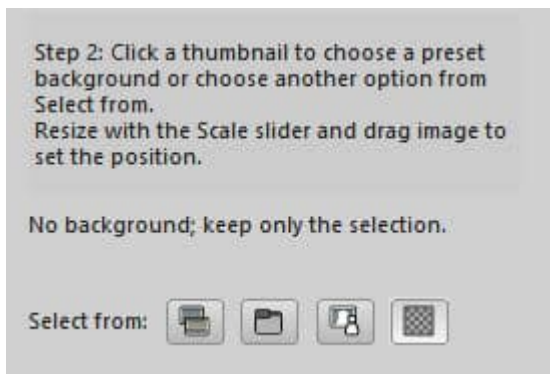 Step 2: Click a thumbnail to choose a preset
background or choose another option from
Select from.
Resize with the Scale slider and drag image to
set the position.
No background; keep only the selection.
Select from: